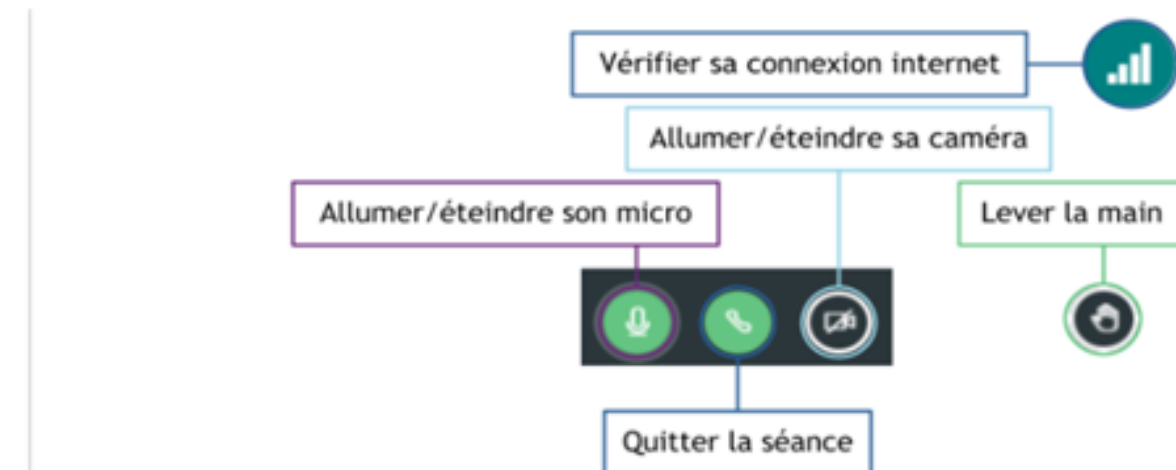 Vérifier sa connexion internet
Allumer/éteindre sa caméra
Allumer/éteindre son micro
Lever la main
Quitter la séance